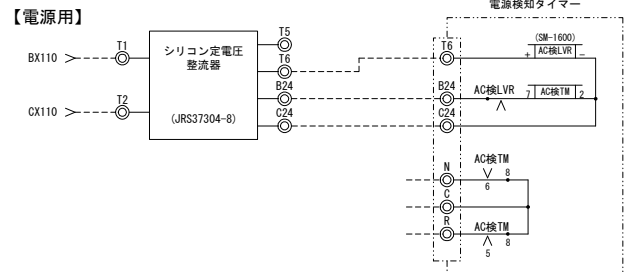 【電源用】
電源検知タイマー
BX110
T1
シリコン定電圧
整流器
(JRS37304-8)
CX110
T2
T5
T6
B24
C24
T6
B24
C24
(SM-1600)
+ AC検LVR -
AC検LVR
7 AC検TM 2
N
C
R
AC検TM
8
6
AC検TM
8
5